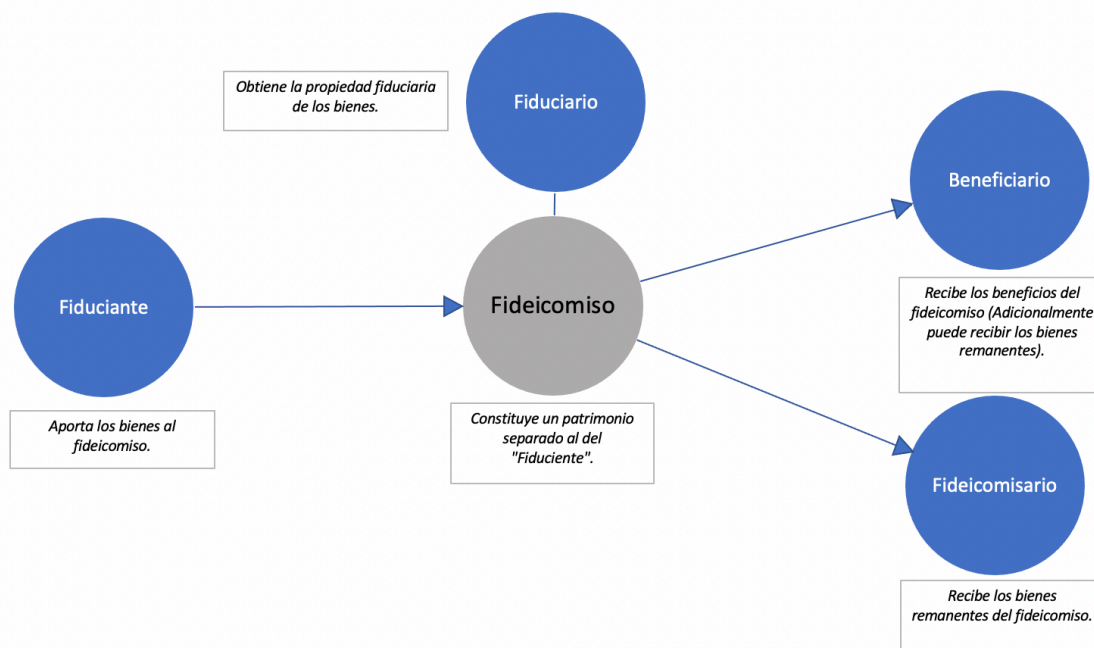 Obtiene la propiedad fiduciaria
de los bienes.
Fiduciario
Beneficiario
Fiduciante
Fideicomiso
Recibe los beneficios del
fideicomiso (Adicionalmente
puede recibir los bienes
remanentes).
Aporta los bienes al
fideicomiso.
Constituye un patrimonio
separado al del
"Fiduciente".
Fideicomisario
Recibe los bienes
remanentes del fideicomiso.